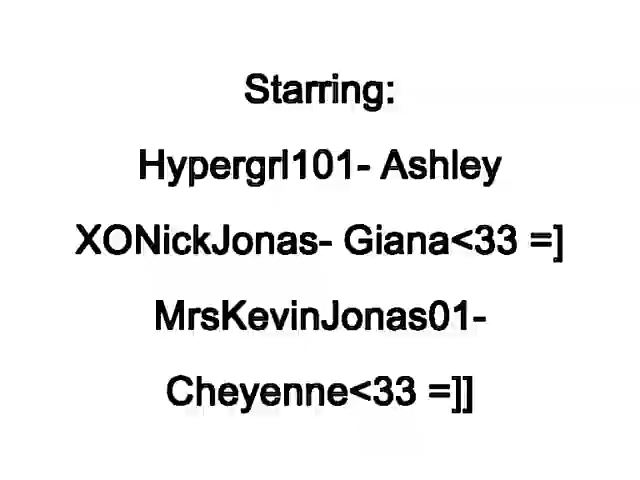 Starring:
Hypergrl101- Ashley
XONickJonas- Giana<33 =]
MrsKevinJonas01-
Cheyenne<33 =]]